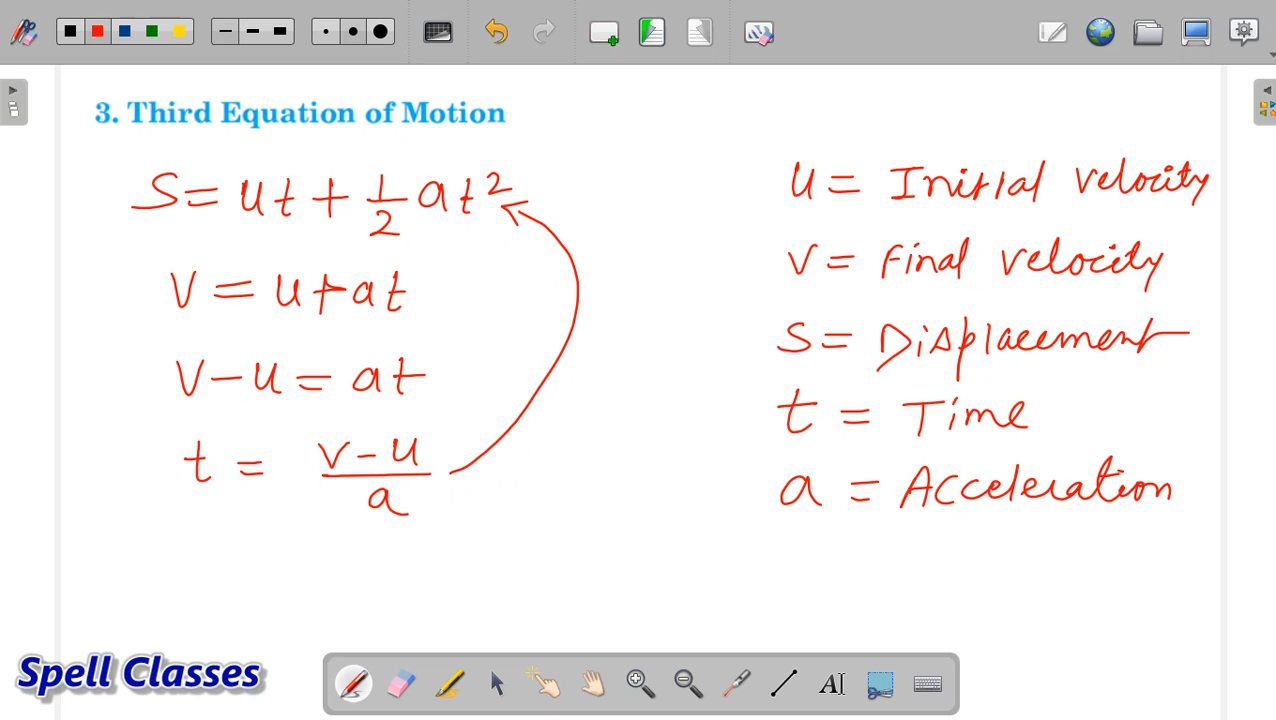 3. Third Equation of Motion
S = ut + 1/2 at²
v = u + at
v - u = at
t = (v - u)/a
u = Initial velocity
v = Final velocity
S = Displacement
t = Time
a = Acceleration
Spell Classes
AI